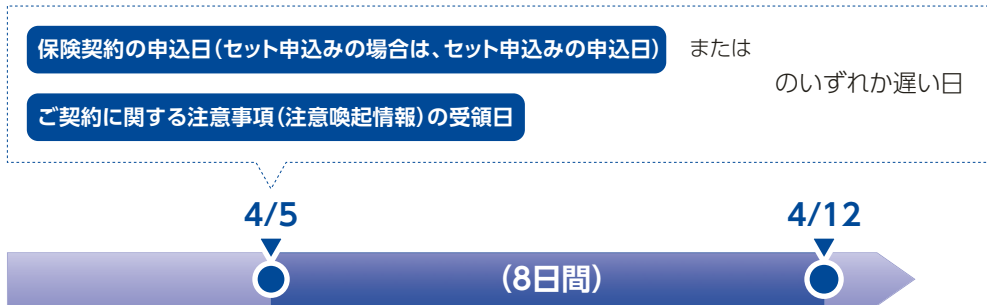 保険契約の申込日(セット申込みの場合は、セット申込みの申込日) または
のいずれか遅い日
ご契約に関する注意事項(注意喚起情報)の受領日
4/5
4/12
(8日間)